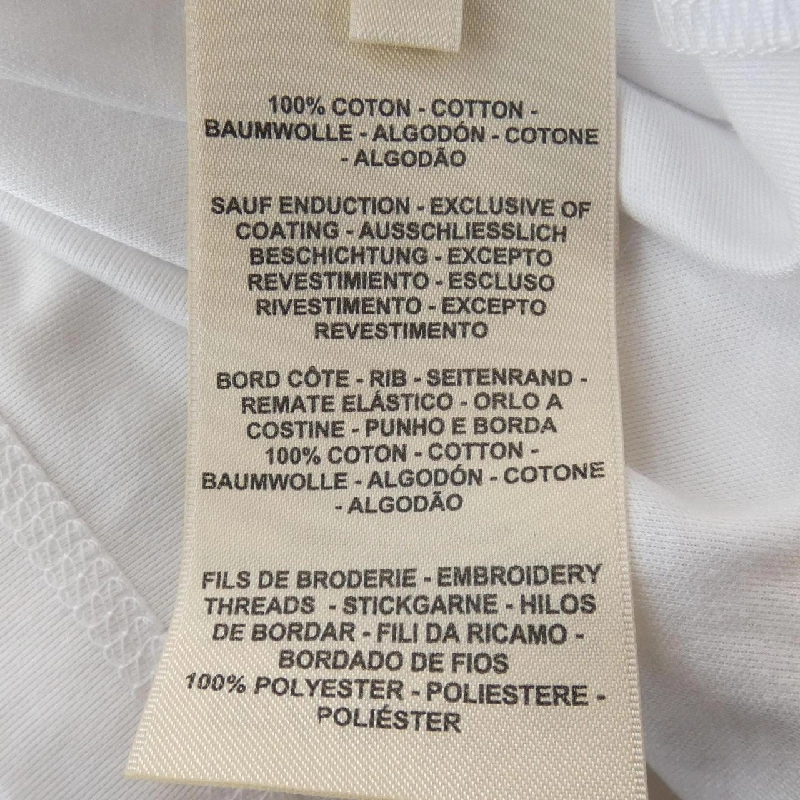 100% COTON - COTTON -
BAUMWOLLE - ALGODÓN - COTONE
- ALGODÃO
SAUF ENDUCTION - EXCLUSIVE OF
COATING - AUSSCHLIESSLICH
BESCHICHTUNG - EXCEPTO
REVESTIMIENTO - ESCLUSO
RIVESTIMENTO - EXCEPTO
REVESTIMENTO
BORD CÔTE - RIB - SEITENRAND -
REMATE ELÁSTICO - ORLO A
COSTINE - PUNHO E BORDA
100% COTON - COTTON -
BAUMWOLLE - ALGODÓN - COTONE
- ALGODÃO
FILS DE BRODERIE - EMBROIDERY
THREADS - STICKGARNE - HILOS
DE BORDAR - FILI DA RICAMO -
BORDADO DE FIOS
100% POLYESTER - POLIESTERE -
POLIÉSTER